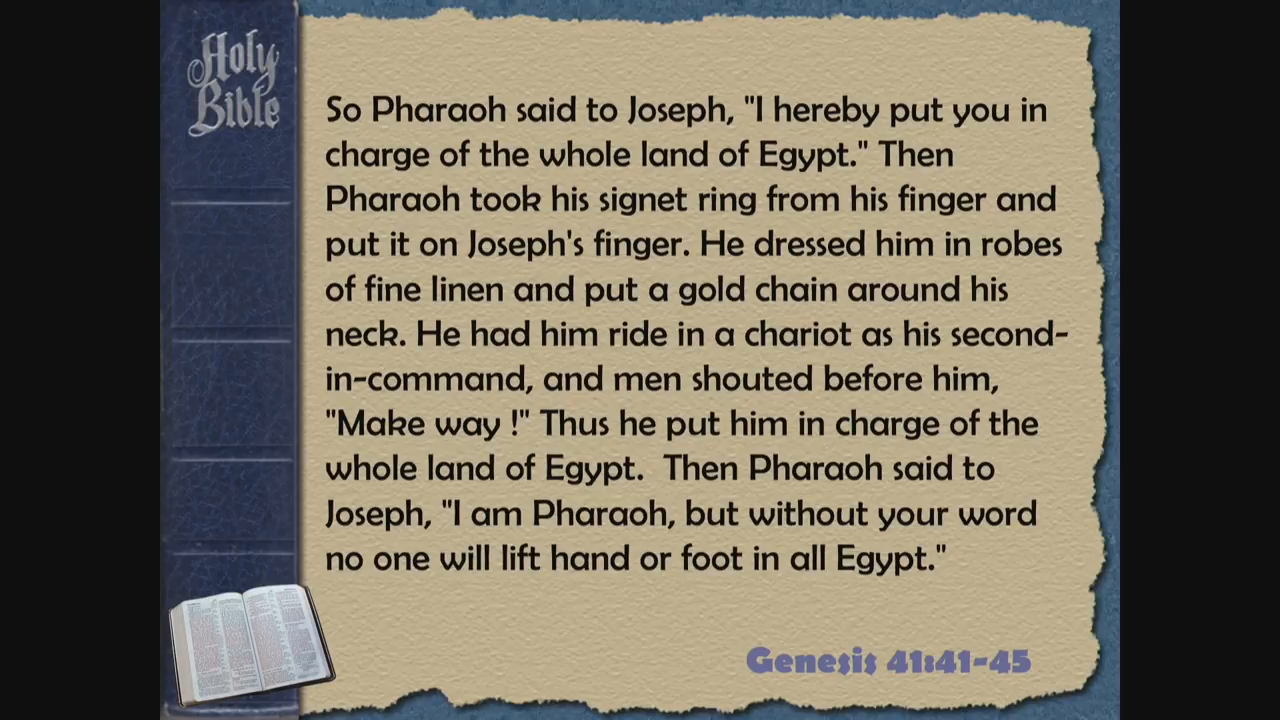 Holy
Bible
So Pharaoh said to Joseph, "I hereby put you in
charge of the whole land of Egypt." Then
Pharaoh took his signet ring from his finger and
put it on Joseph's finger. He dressed him in robes
of fine linen and put a gold chain around his
neck. He had him ride in a chariot as his second-
in-command, and men shouted before him,
"Make way !" Thus he put him in charge of the
whole land of Egypt.  Then Pharaoh said to
Joseph, "I am Pharaoh, but without your word
no one will lift hand or foot in all Egypt."
Genesis 41:41-45